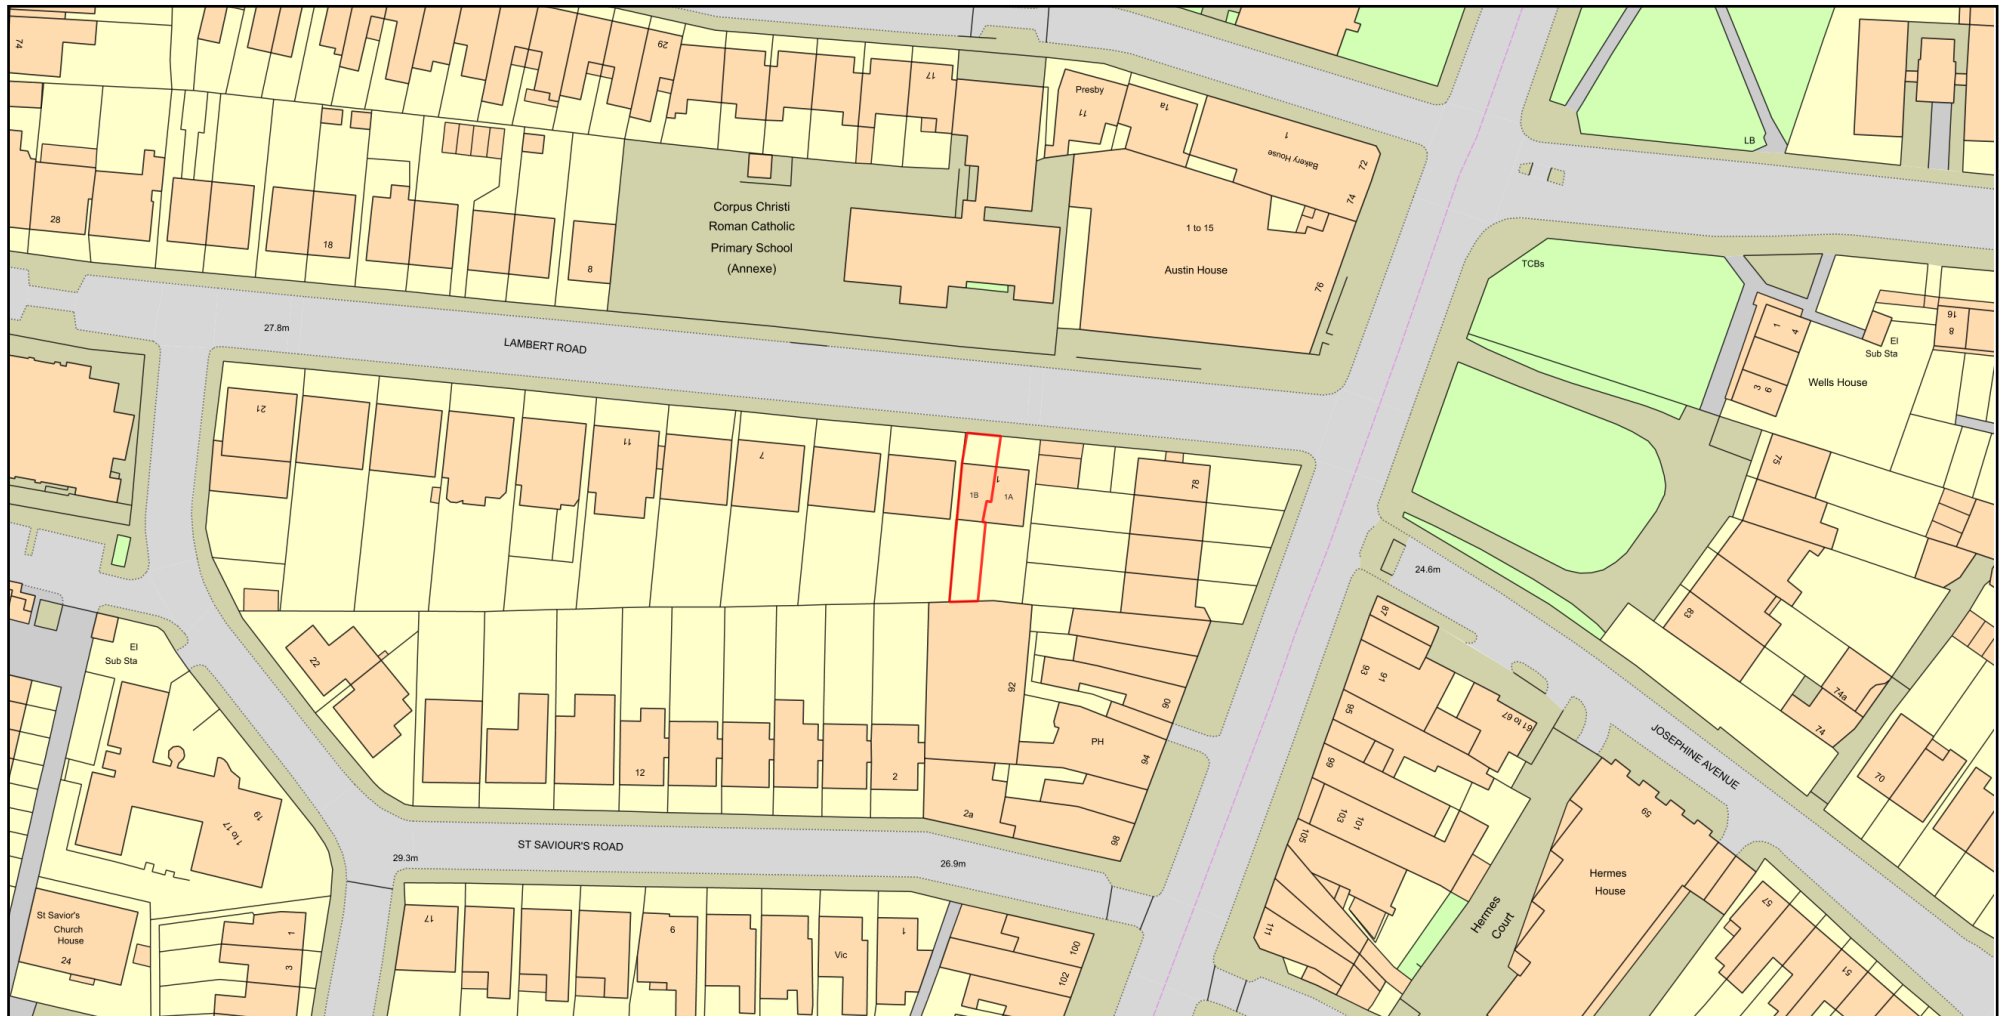 74
29
17
Presby
11
1a
1
Bakery House
72
74
LB
28
18
8
Corpus Christi
Roman Catholic
Primary School
(Annexe)
1 to 15
Austin House
76
TCBs
27.8m
LAMBERT ROAD
1
4
3
6
16
8
El
Sub Sta
Wells House
21
11
7
1
1B
1A
78
75
24.6m
87
83
74a
74
70
El
Sub Sta
22
12
2
92
90
PH
94
2a
98
93
91
95
61 to 67
99
101
103
105
111
JOSEPHINE AVENUE
59
Hermes
House
Hermes
Court
57
51
1 to 17
19
29.3m
ST SAVIOUR'S ROAD
26.9m
St Savior's
Church
House
24
1
3
17
6
Vic
1
100
102